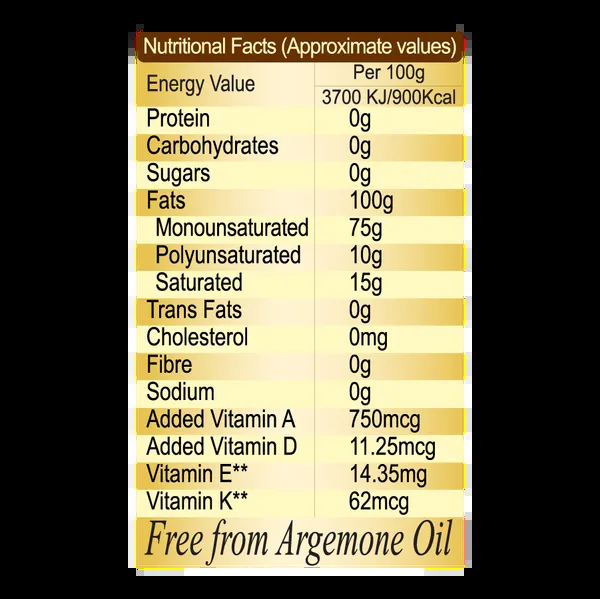 Nutritional Facts (Approximate values)
Energy Value Per 100g
3700 KJ/900Kcal
Protein 0g
Carbohydrates 0g
Sugars 0g
Fats 100g
Monounsaturated 75g
Polyunsaturated 10g
Saturated 15g
Trans Fats 0g
Cholesterol 0mg
Fibre 0g
Sodium 0g
Added Vitamin A 750mcg
Added Vitamin D 11.25mcg
Vitamin E** 14.35mg
Vitamin K** 62mcg
Free from Argemone Oil